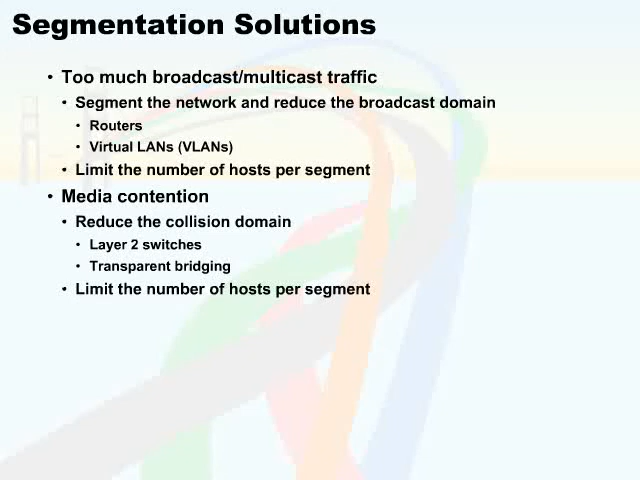 Segmentation Solutions
• Too much broadcast/multicast traffic
• Segment the network and reduce the broadcast domain
• Routers
• Virtual LANs (VLANs)
• Limit the number of hosts per segment
• Media contention
• Reduce the collision domain
• Layer 2 switches
• Transparent bridging
• Limit the number of hosts per segment